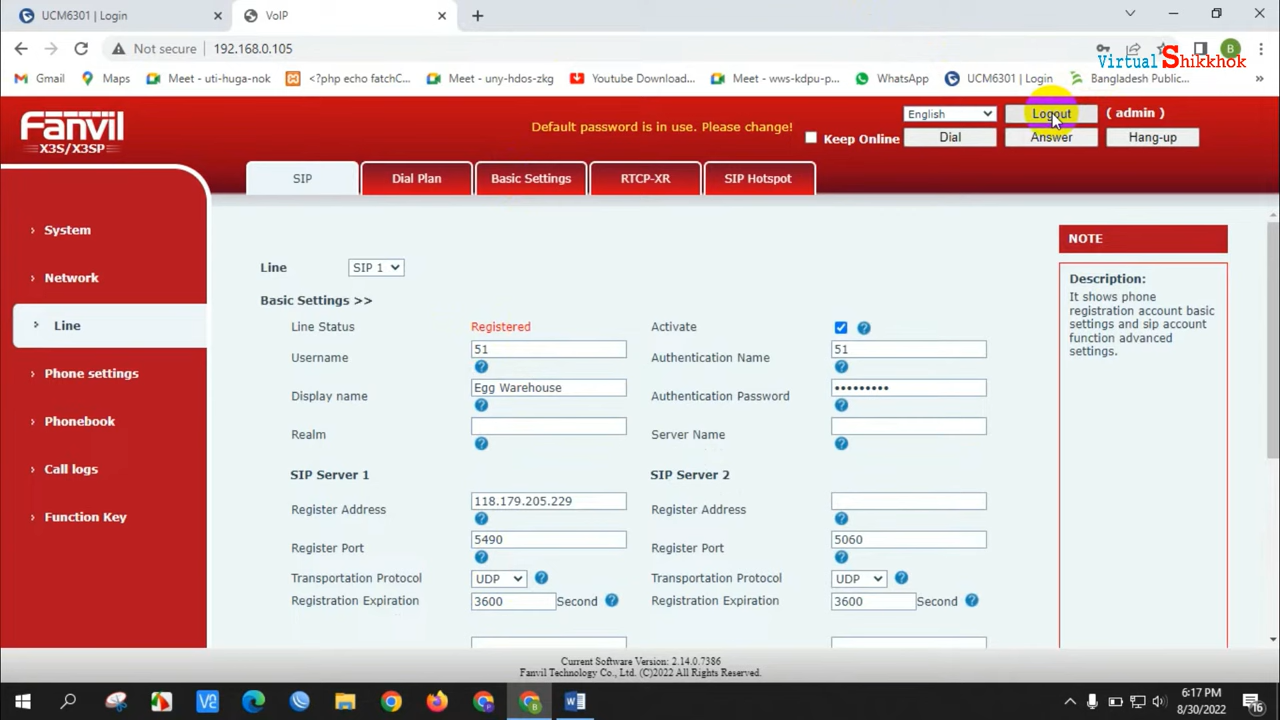 UCM6301 | Login
VoIP
Not secure
192.168.0.105
Gmail
Maps
Meet - uti-huga-nok
<?php echo fatchC...
Meet - uny-hdos-zkg
Youtube Download...
Meet - wws-kdpu-p...
WhatsApp
UCM6301 | Login
Bangladesh Public...
»
B
Virtual Shikkhok
Fanvil
X3S/X3SP
Default password is in use. Please change!
English
Logout
( admin )
Keep Online
Dial
Answer
Hang-up
SIP
Dial Plan
Basic Settings
RTCP-XR
SIP Hotspot
› System
› Network
› Line
› Phone settings
› Phonebook
› Call logs
› Function Key
Line
SIP 1
Basic Settings >>
Line Status
Registered
Activate
Username
51
Authentication Name
51
Display name
Egg Warehouse
Authentication Password
•••••••••
Realm
Server Name
SIP Server 1
SIP Server 2
Register Address
118.179.205.229
Register Address
Register Port
5490
Register Port
5060
Transportation Protocol
UDP
Transportation Protocol
UDP
Registration Expiration
3600
Second
Registration Expiration
3600
Second
NOTE
Description:
It shows phone
registration account basic
settings and sip account
function advanced
settings.
Current Software Version: 2.14.0.7386
Fanvil Technology Co., Ltd. (C)2022 All Rights Reserved.
6:17 PM
8/30/2022
16